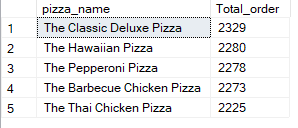 pizza_name Total_order
1 The Classic Deluxe Pizza 2329
2 The Hawaiian Pizza 2280
3 The Pepperoni Pizza 2278
4 The Barbecue Chicken Pizza 2273
5 The Thai Chicken Pizza 2225